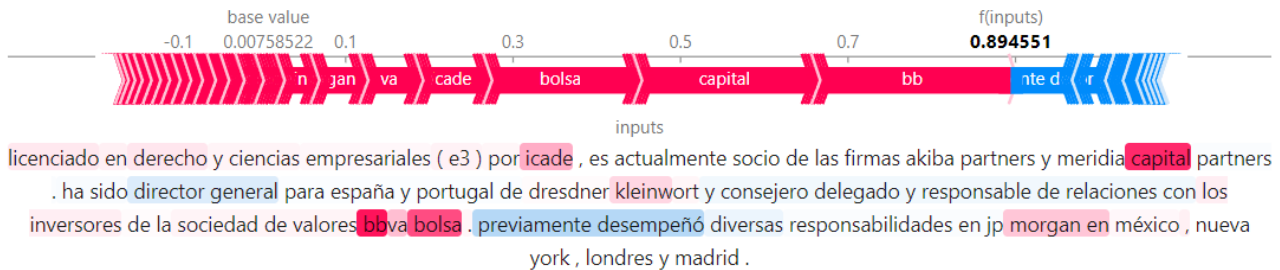 base value
f(inputs)
-0.1 0.00758522 0.1 0.3 0.5 0.7 0.894551
gan va cade bolsa capital bb nte d or
inputs
licenciado en derecho y ciencias empresariales ( e3 ) por icade , es actualmente socio de las firmas akiba partners y meridia capital partners
. ha sido director general para españa y portugal de dresdner kleinwort y consejero delegado y responsable de relaciones con los
inversores de la sociedad de valores bbva bolsa . previamente desempeñó diversas responsabilidades en jp morgan en méxico , nueva
york , londres y madrid .